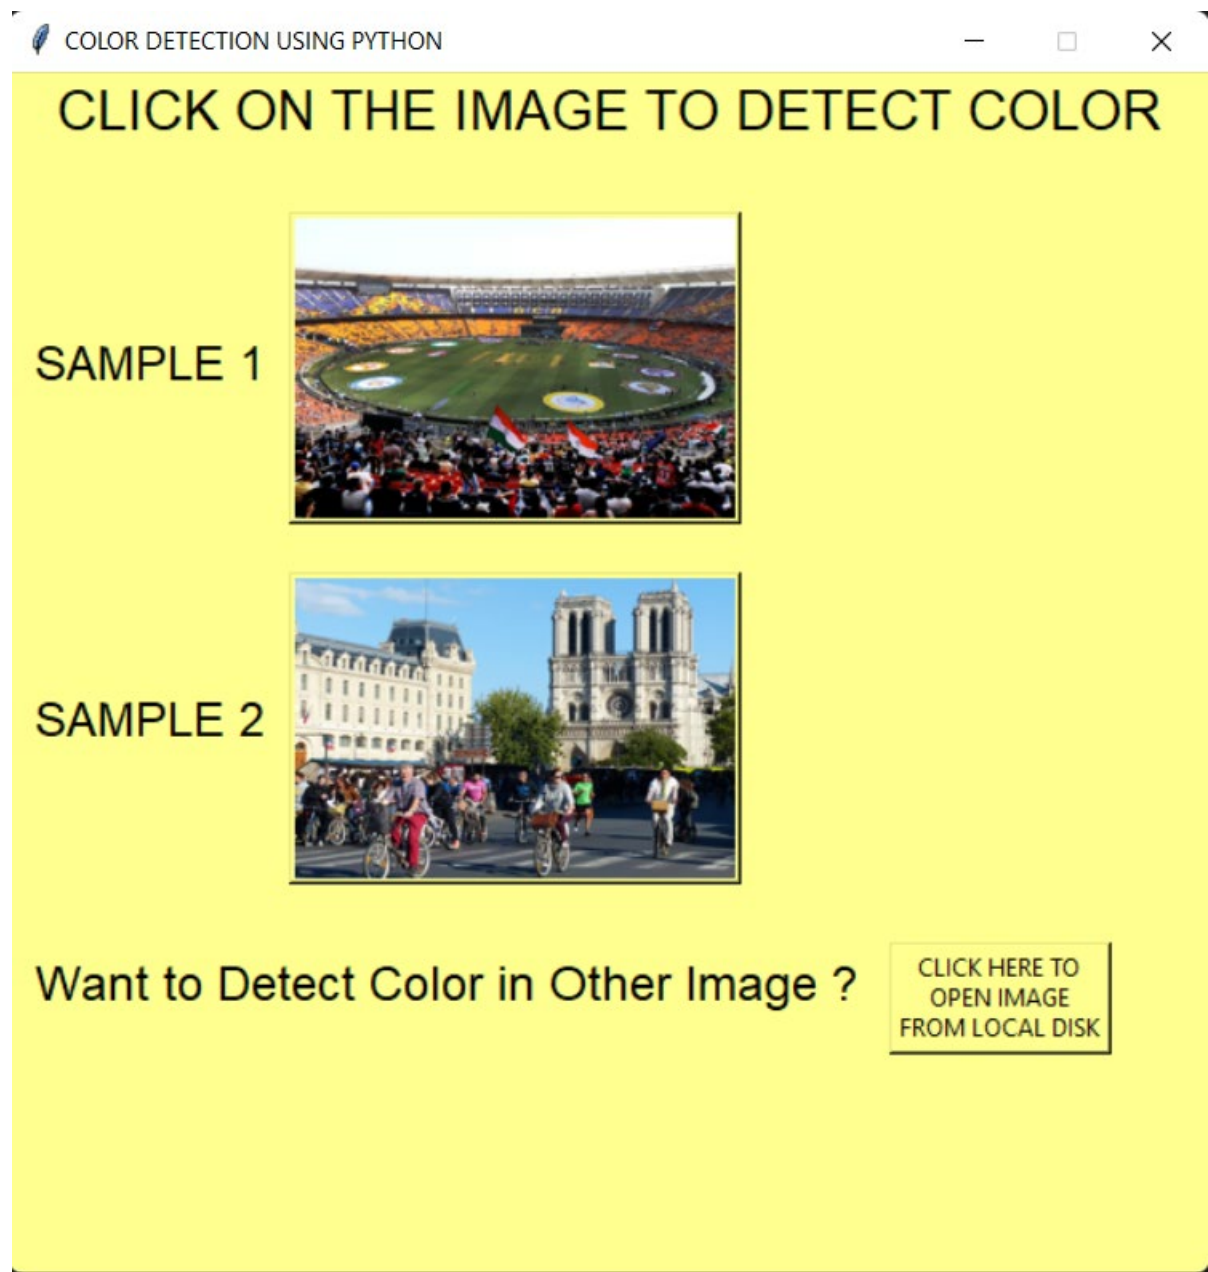 COLOR DETECTION USING PYTHON
CLICK ON THE IMAGE TO DETECT COLOR
SAMPLE 1
SAMPLE 2
Want to Detect Color in Other Image ?
CLICK HERE TO
OPEN IMAGE
FROM LOCAL DISK